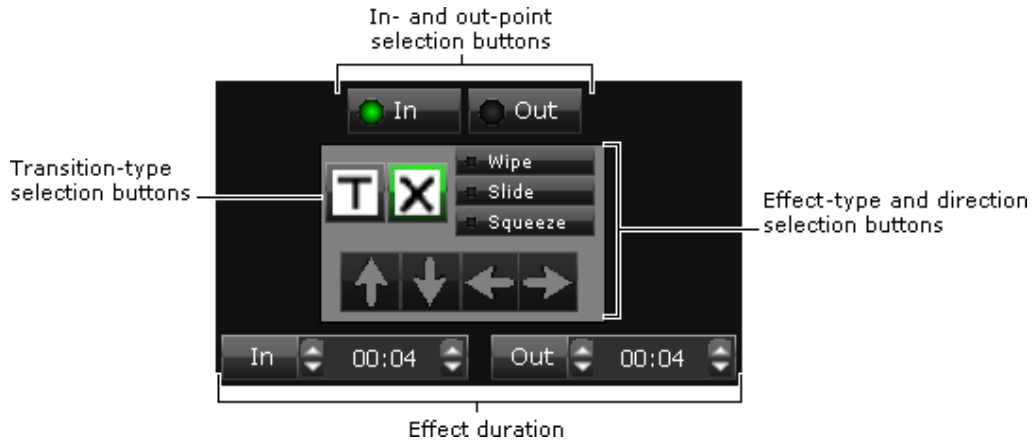 In- and out-point
selection buttons
In Out
Transition-type
selection buttons
T X
Wipe
Slide
Squeeze
Effect-type and direction
selection buttons
In 00:04 Out 00:04
Effect duration